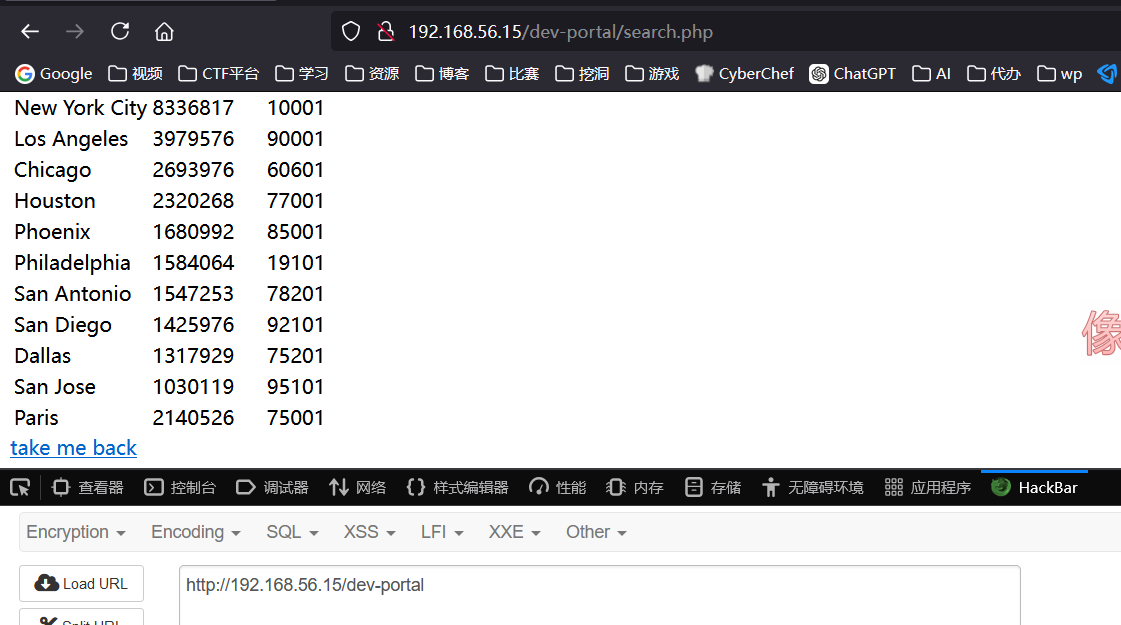 192.168.56.15/dev-portal/search.php
Google 视频 CTF平台 学习 资源 博客 比赛 挖洞 游戏 CyberChef ChatGPT AI 代办 wp
New York City 8336817 10001
Los Angeles 3979576 90001
Chicago 2693976 60601
Houston 2320268 77001
Phoenix 1680992 85001
Philadelphia 1584064 19101
San Antonio 1547253 78201
San Diego 1425976 92101
Dallas 1317929 75201
San Jose 1030119 95101
Paris 2140526 75001
像
take me back
查看器 控制台 调试器 网络 样式编辑器 性能 内存 存储 无障碍环境 应用程序 HackBar
Encryption Encoding SQL XSS LFI XXE Other
Load URL http://192.168.56.15/dev-portal
Split URL